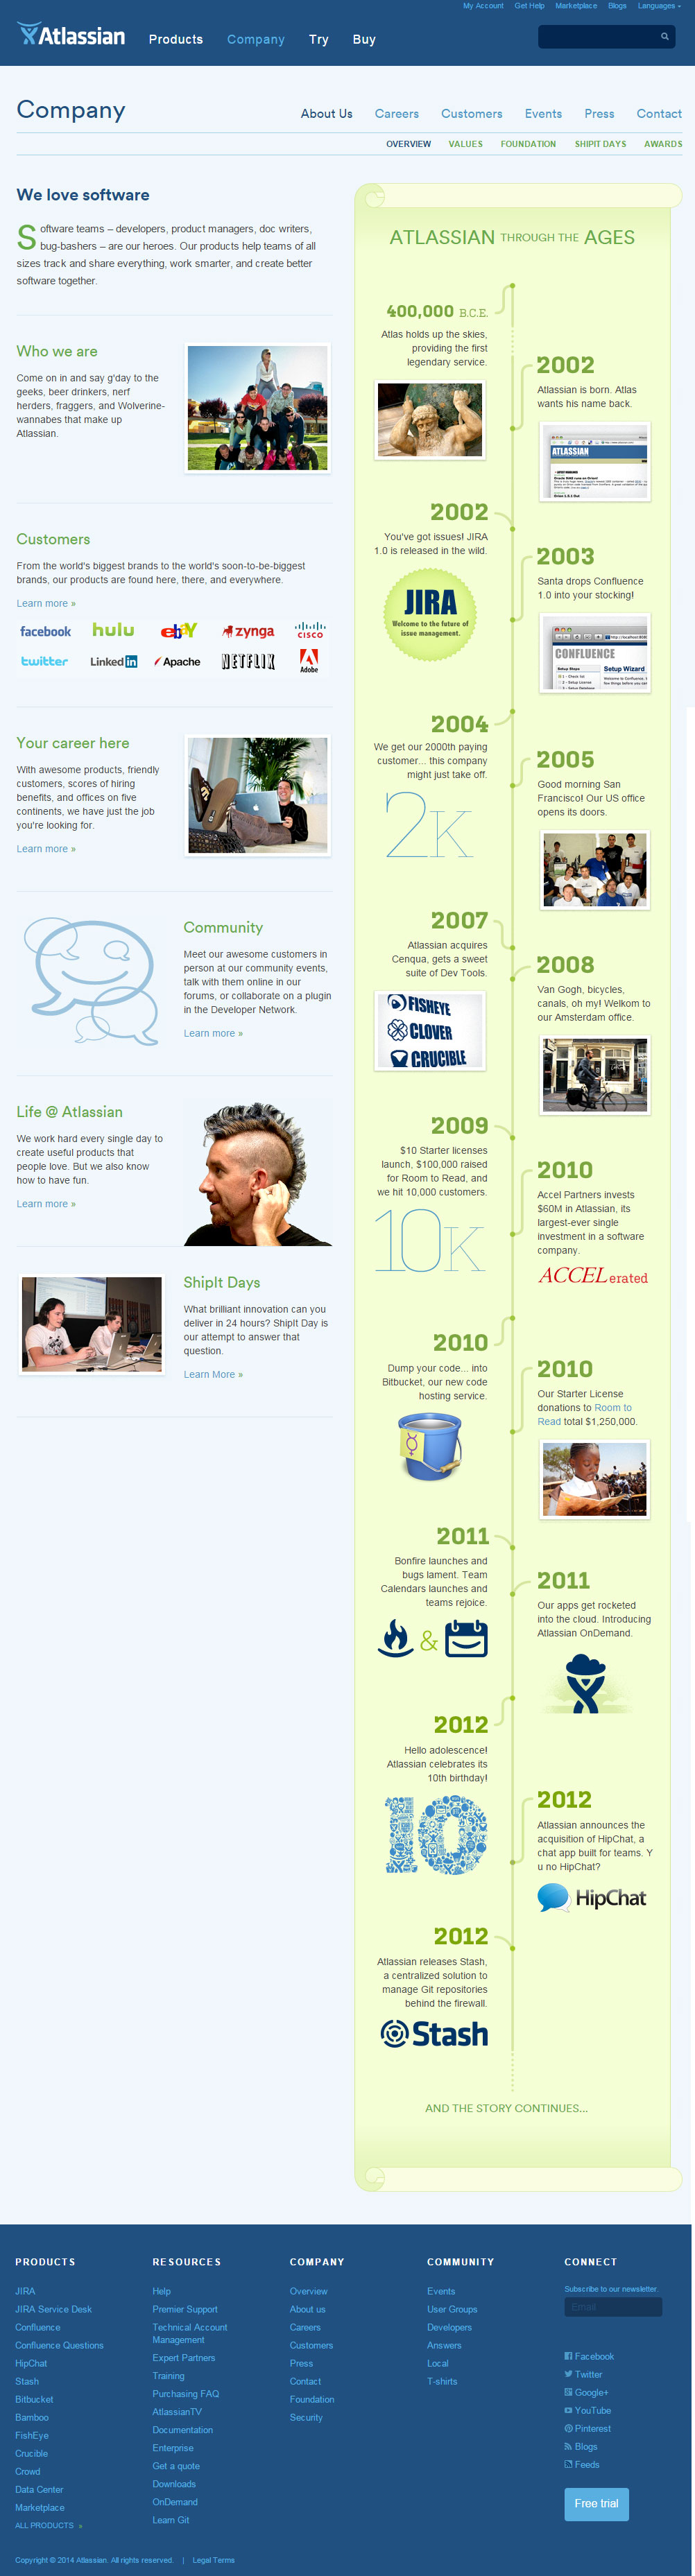 My Account Get Help Marketplace Blogs Languages
Atlassian Products Company Try Buy
Company
About Us Careers Customers Events Press Contact
OVERVIEW VALUES FOUNDATION SHIPIT DAYS AWARDS
We love software
Software teams – developers, product managers, doc writers,
bug-bashers – are our heroes. Our products help teams of all
sizes track and share everything, work smarter, and create better
software together.
Who we are
Come on in and say g'day to the
geeks, beer drinkers, nerf
herders, fraggers, and Wolverine-
wannabes that make up
Atlassian.
Customers
From the world's biggest brands to the world's soon-to-be-biggest
brands, our products are found here, there, and everywhere.
Learn more »
facebook hulu ebaY zynga CISCO
twitter LinkedIn Apache NETFLIX Adobe
Your career here
With awesome products, friendly
customers, scores of hiring
benefits, and offices on five
continents, we have just the job
you're looking for.
Learn more »
Community
Meet our awesome customers in
person at our community events,
talk with them online in our
forums, or collaborate on a plugin
in the Developer Network.
Learn more »
Life @ Atlassian
We work hard every single day to
create useful products that
people love. But we also know
how to have fun.
Learn more »
ShipIt Days
What brilliant innovation can you
deliver in 24 hours? ShipIt Day is
our attempt to answer that
question.
Learn More »
ATLASSIAN THROUGH THE AGES
400,000 B.C.E.
Atlas holds up the skies,
providing the first
legendary service.
2002
Atlassian is born. Atlas
wants his name back.
ATLASSIAN
2002
You've got issues! JIRA
1.0 is released in the wild.
JIRA
Welcome to the future of
issue management.
2003
Santa drops Confluence
1.0 into your stocking!
CONFLUENCE
Setup Steps
Setup Wizard
2004
We get our 2000th paying
customer... this company
might just take off.
2K
2005
Good morning San
Francisco! Our US office
opens its doors.
2007
Atlassian acquires
Cenqua, gets a sweet
suite of Dev Tools.
FISHEYE
CLOVER
CRUCIBLE
2008
Van Gogh, bicycles,
canals, oh my! Welkom to
our Amsterdam office.
2009
$10 Starter licenses
launch, $100,000 raised
for Room to Read, and
we hit 10,000 customers.
10K
2010
Accel Partners invests
$60M in Atlassian, its
largest-ever single
investment in a software
company.
ACCELerated
2010
Dump your code... into
Bitbucket, our new code
hosting service.
2010
Our Starter License
donations to Room to
Read total $1,250,000.
2011
Bonfire launches and
bugs lament. Team
Calendars launches and
teams rejoice.
&
2011
Our apps get rocketed
into the cloud. Introducing
Atlassian OnDemand.
2012
Hello adolescence!
Atlassian celebrates its
10th birthday!
10
2012
Atlassian announces the
acquisition of HipChat, a
chat app built for teams. Y
u no HipChat?
HipChat
2012
Atlassian releases Stash,
a centralized solution to
manage Git repositories
behind the firewall.
Stash
AND THE STORY CONTINUES...
PRODUCTS
JIRA
JIRA Service Desk
Confluence
Confluence Questions
HipChat
Stash
Bitbucket
Bamboo
FishEye
Crucible
Crowd
Data Center
Marketplace
ALL PRODUCTS »
RESOURCES
Help
Premier Support
Technical Account
Management
Expert Partners
Training
Purchasing FAQ
AtlassianTV
Documentation
Enterprise
Get a quote
Downloads
OnDemand
Learn Git
COMPANY
Overview
About us
Careers
Customers
Press
Contact
Foundation
Security
COMMUNITY
Events
User Groups
Developers
Answers
Local
T-shirts
CONNECT
Subscribe to our newsletter.
Email
Facebook
Twitter
Google+
YouTube
Pinterest
Blogs
Feeds
Free trial
Copyright © 2014 Atlassian. All rights reserved. | Legal Terms